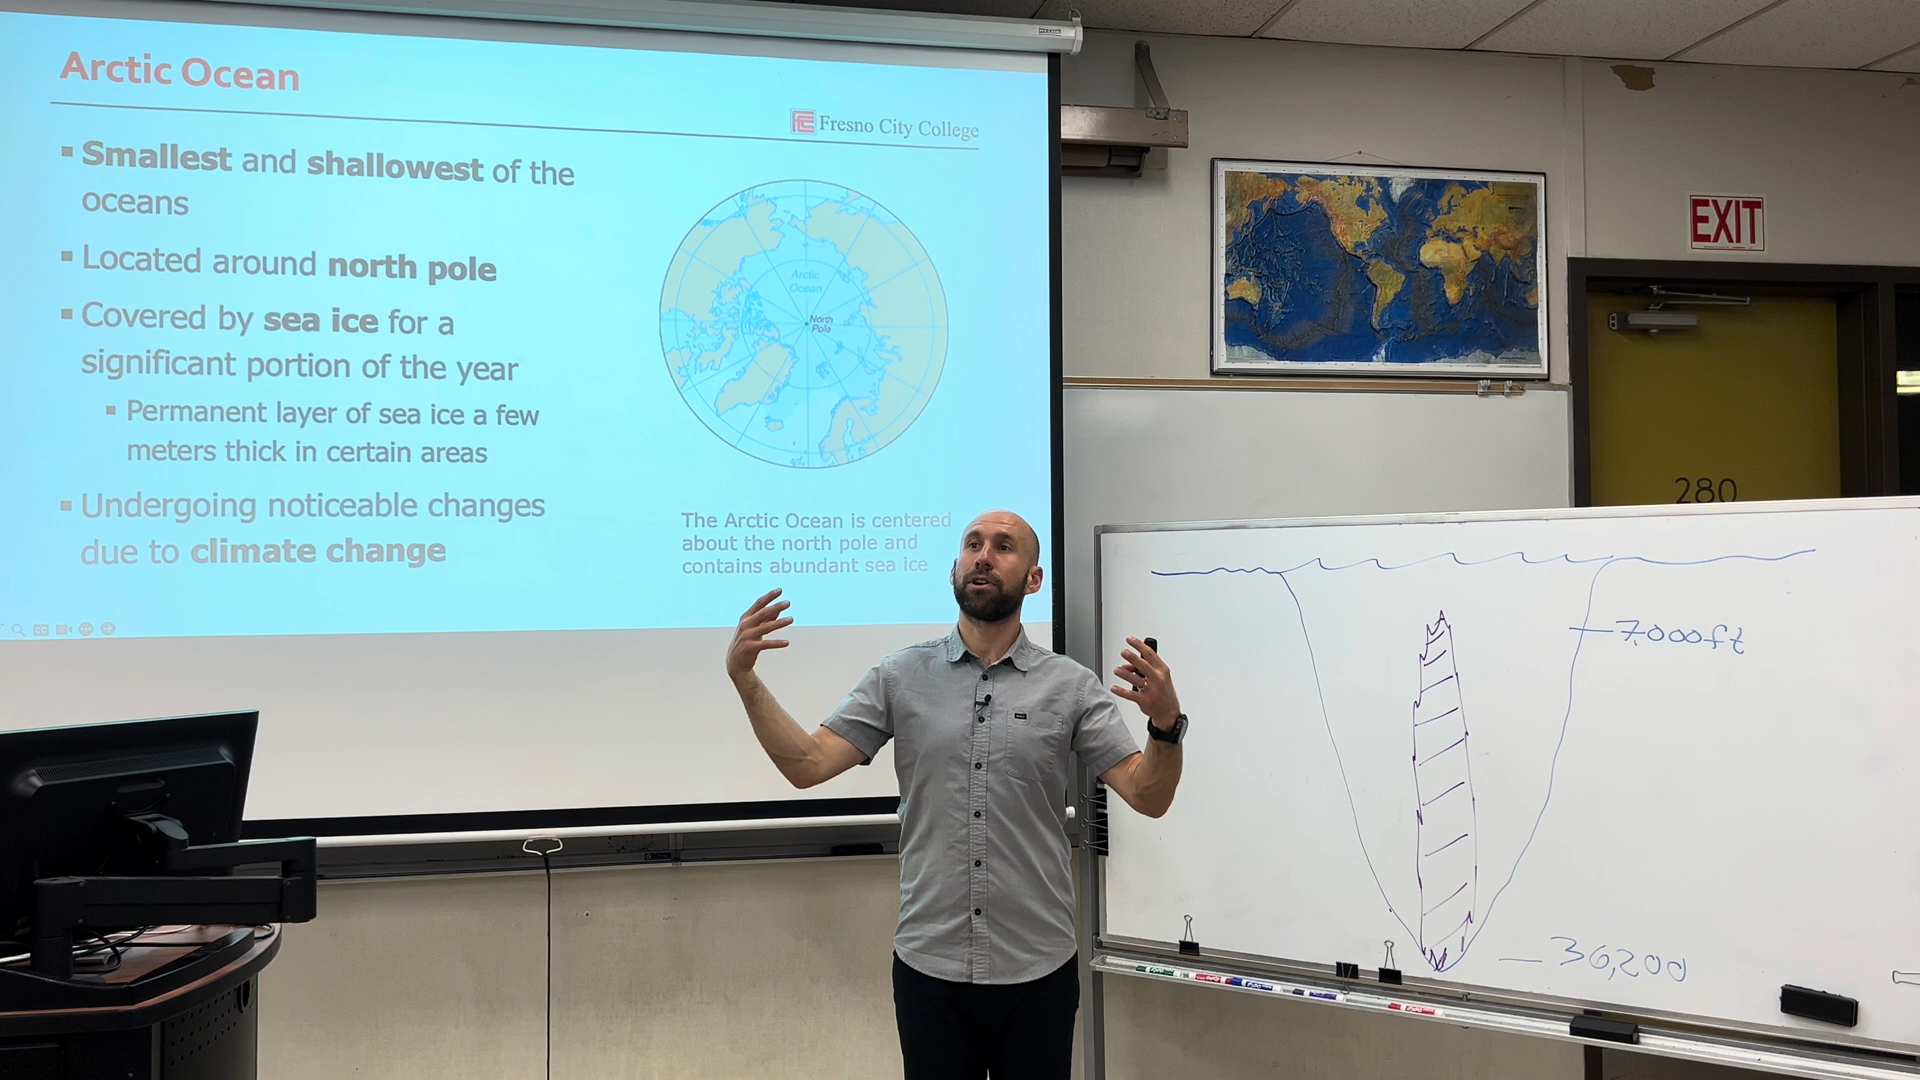 Arctic Ocean
Fresno City College
▪ Smallest and shallowest of the
oceans
▪ Located around north pole
▪ Covered by sea ice for a
significant portion of the year
▪ Permanent layer of sea ice a few
meters thick in certain areas
▪ Undergoing noticeable changes
due to climate change
Arctic
Ocean
North
Pole
The Arctic Ocean is centered
about the north pole and
contains abundant sea ice
EXIT
280
7,000ft
36,200